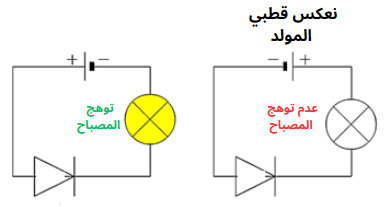 نعكس قطبي
المولد
+ −
− +
توهج
المصباح
عدم توهج
المصباح